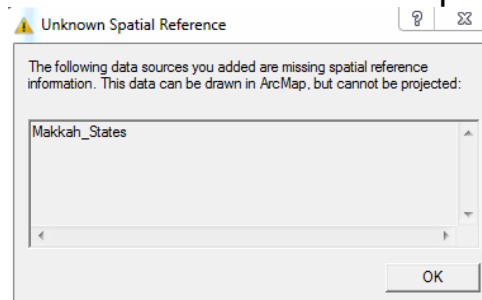 Unknown Spatial Reference
The following data sources you added are missing spatial reference
information. This data can be drawn in ArcMap, but cannot be projected:
Makkah_States
OK